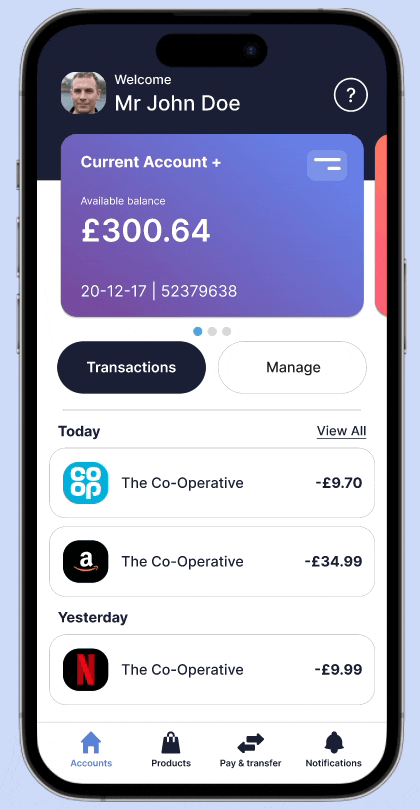 Welcome
Mr John Doe
?
Current Account +
Available balance
£300.64
20-12-17 | 52379638
Transactions
Manage
Today
View All
co
op
The Co-Operative
-£9.70
a
The Co-Operative
-£34.99
Yesterday
N
The Co-Operative
-£9.99
Accounts
Products
Pay & transfer
Notifications